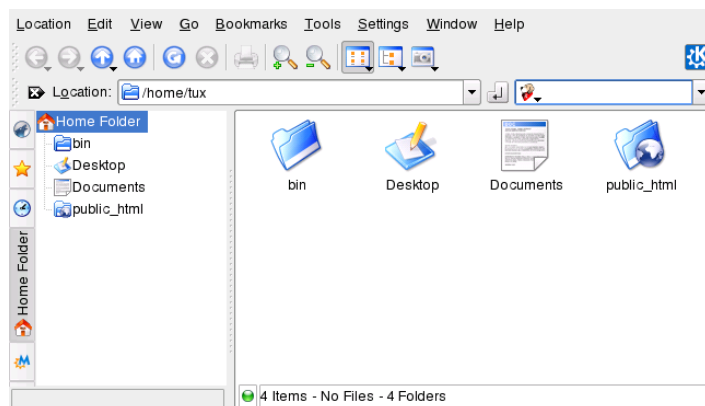 Location Edit View Go Bookmarks Tools Settings Window Help
Location: /home/tux
Home Folder
bin
Desktop
Documents
public_html
Home Folder
bin Desktop Documents public_html
4 Items - No Files - 4 Folders